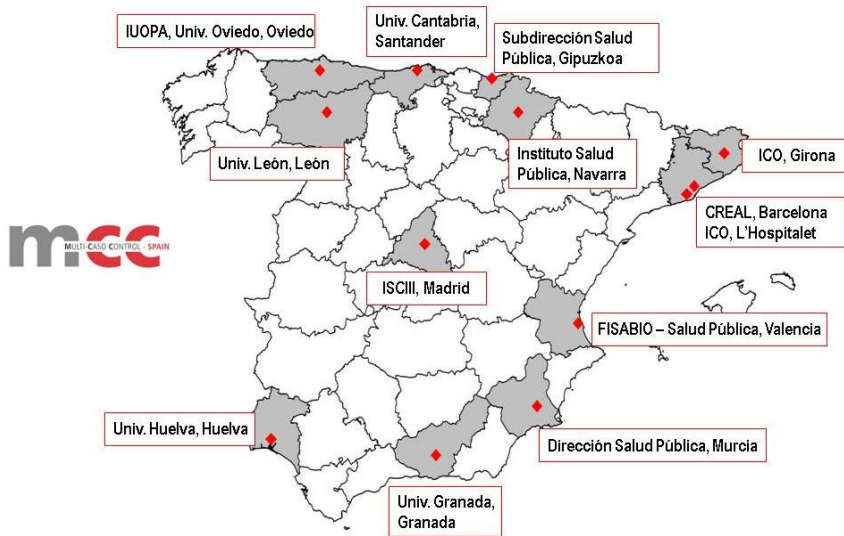 IUOPA, Univ. Oviedo, Oviedo
Univ. Cantabria,
Santander
Subdirección Salud
Pública, Gipuzkoa
Univ. León, León
Instituto Salud
Pública, Navarra
ICO, Girona
CREAL, Barcelona
ICO, L'Hospitalet
mcc
MULTI-CASO CONTROL - SPAIN
ISCIII, Madrid
FISABIO – Salud Pública, Valencia
Univ. Huelva, Huelva
Dirección Salud Pública, Murcia
Univ. Granada,
Granada